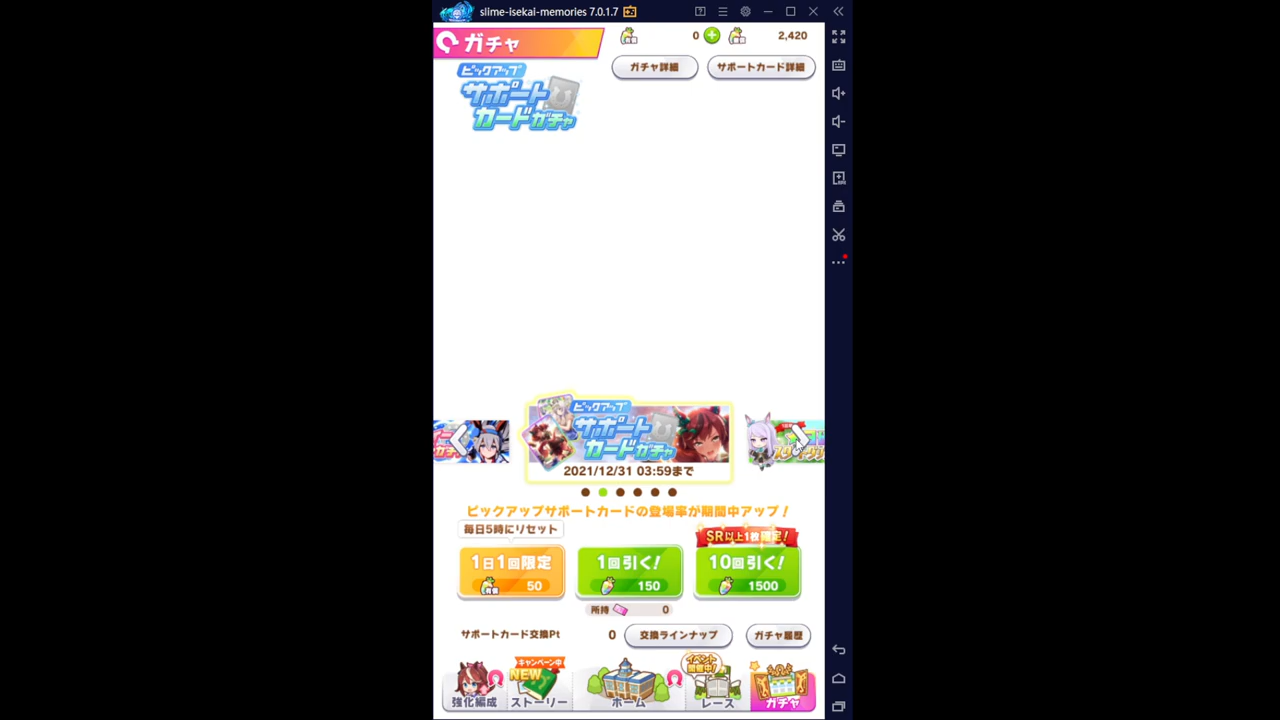 slime-isekai-memories 7.0.1.7
ガチャ
0
2,420
ガチャ詳細
サポートカード詳細
ピックアップ
サポート
カードガチャ
ピックアップ
サポート
カードガチャ
2021/12/31 03:59まで
ピックアップサポートカードの登場率が期間中アップ！
毎日5時にリセット
SR以上1枚確定！
1日1回限定
50
1回引く！
150
10回引く！
1500
所持
0
サポートカード交換Pt
0
交換ラインナップ
ガチャ履歴
強化編成
キャンペーン中
NEW
ストーリー
ホーム
イベント
開催中！
レース
ガチャ